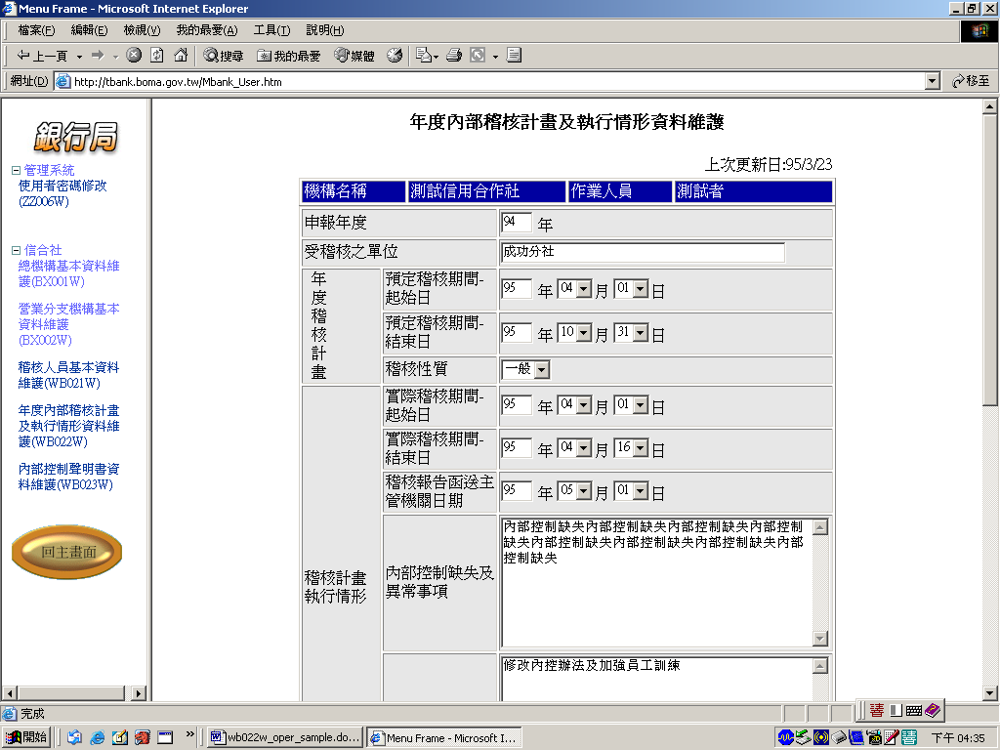 Menu Frame - Microsoft Internet Explorer
檔案(F) 編輯(E) 檢視(V) 我的最愛(A) 工具(T) 說明(H)
上一頁 搜尋 我的最愛 媒體
網址(D) http://tbank.boma.gov.tw/Mbank_User.htm 移至
銀行局
管理系統
使用者密碼修改
(ZZ006W)
信合社
總機構基本資料維
護(BX001W)
營業分支機構基本
資料維護
(BX002W)
稽核人員基本資料
維護(WB021W)
年度內部稽核計畫
及執行情形資料維
護(WB022W)
內部控制聲明書資
料維護(WB023W)
回主畫面
年度內部稽核計畫及執行情形資料維護
上次更新日:95/3/23
機構名稱 測試信用合作社 作業人員 測試者
申報年度 94 年
受稽核之單位 成功分社
年度稽核計畫
預定稽核期間-
起始日 95 年 04 月 01 日
預定稽核期間-
結束日 95 年 10 月 31 日
稽核性質 一般
稽核計畫
執行情形
實際稽核期間-
起始日 95 年 04 月 01 日
實際稽核期間-
結束日 95 年 04 月 16 日
稽核報告函送主
管機關日期 95 年 05 月 01 日
內部控制缺失及
異常事項
內部控制缺失內部控制缺失內部控制缺失內部控制
缺失內部控制缺失內部控制缺失內部控制缺失內部
控制缺失
修改內控辦法及加強員工訓練
完成
開始 wb022w_oper_sample.do... Menu Frame - Microsoft I... 下午 04:35